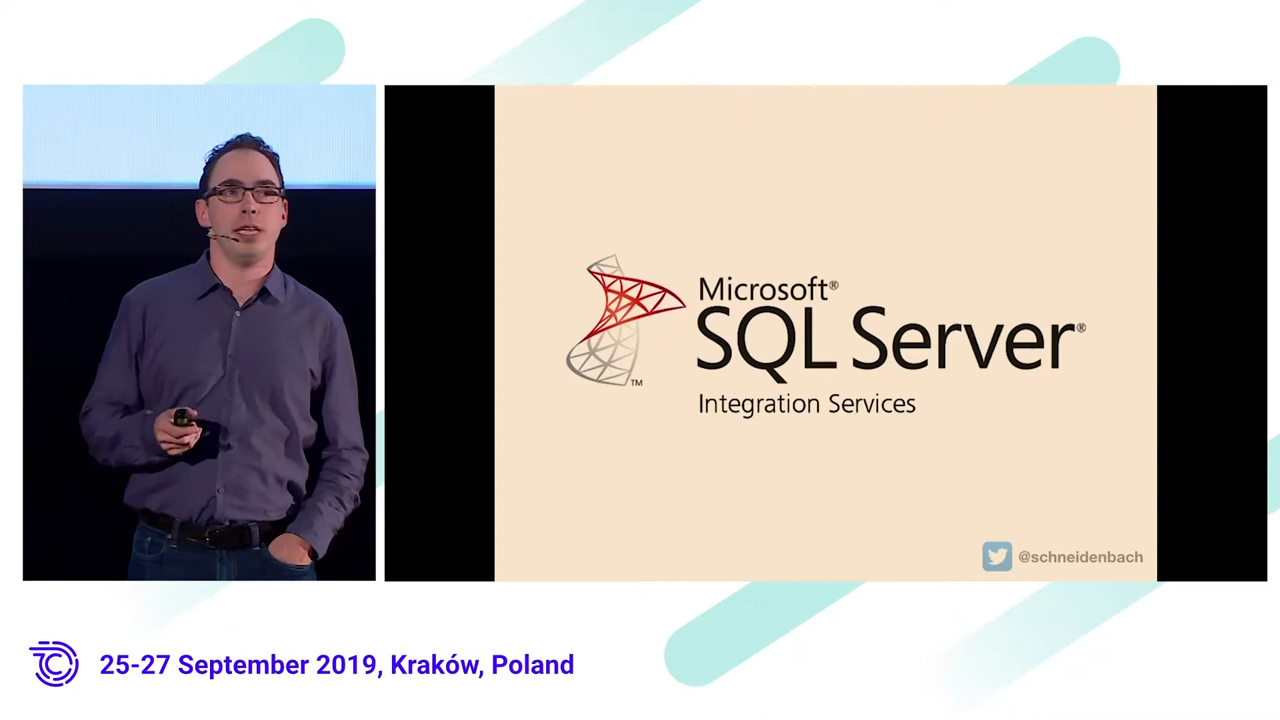 Microsoft®
SQL Server®
TM
Integration Services
@schneidenbach
25-27 September 2019, Kraków, Poland